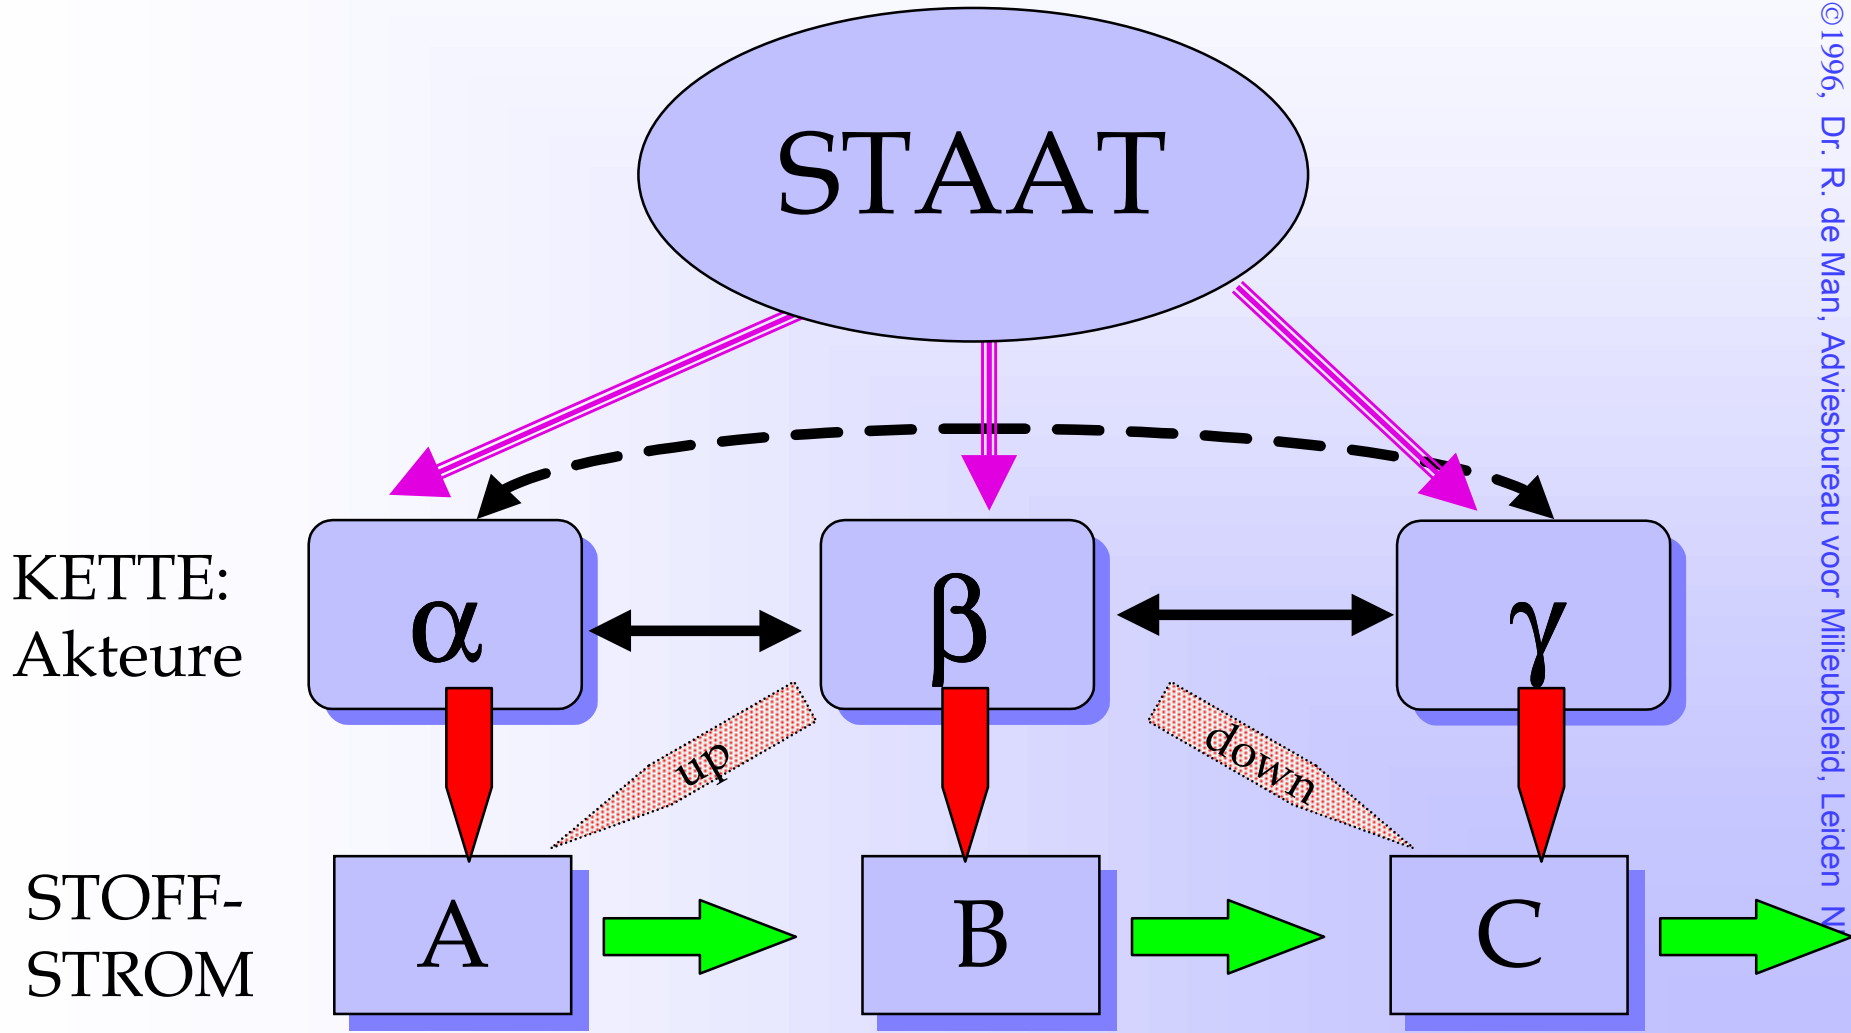 STAAT
KETTE:
Akteure
α
β
γ
up
down
STOFF-
STROM
A
B
C
©1996, Dr. R. de Man, Adviesbureau voor Milieubeleid, Leiden